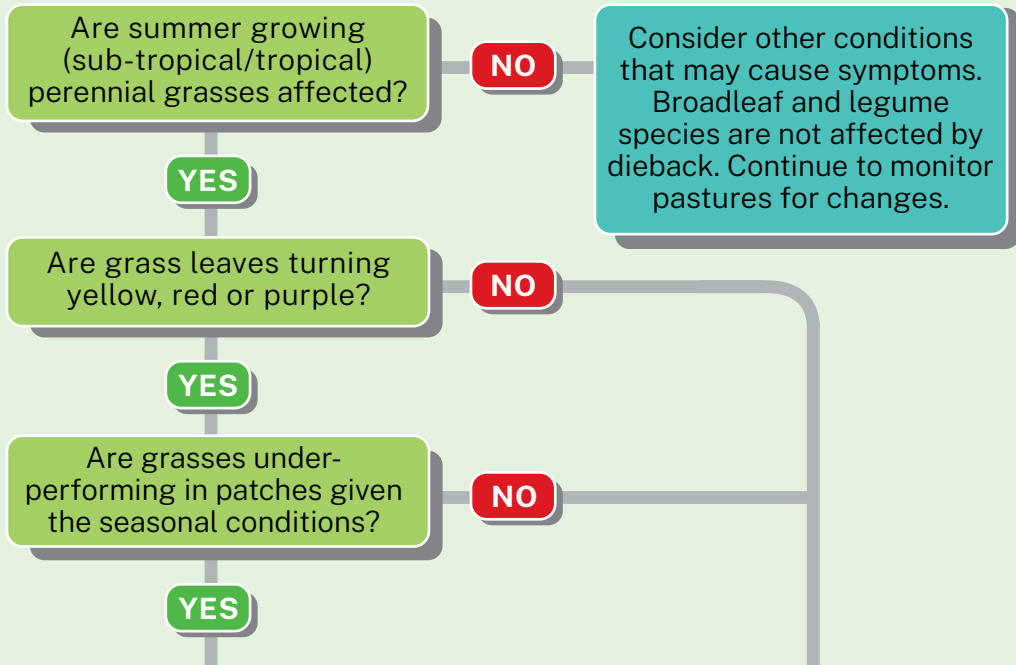 Are summer growing
(sub-tropical/tropical)
perennial grasses affected?
NO
Consider other conditions
that may cause symptoms.
Broadleaf and legume
species are not affected by
dieback. Continue to monitor
pastures for changes.
YES
Are grass leaves turning
yellow, red or purple?
NO
YES
Are grasses under-
performing in patches given
the seasonal conditions?
NO
YES